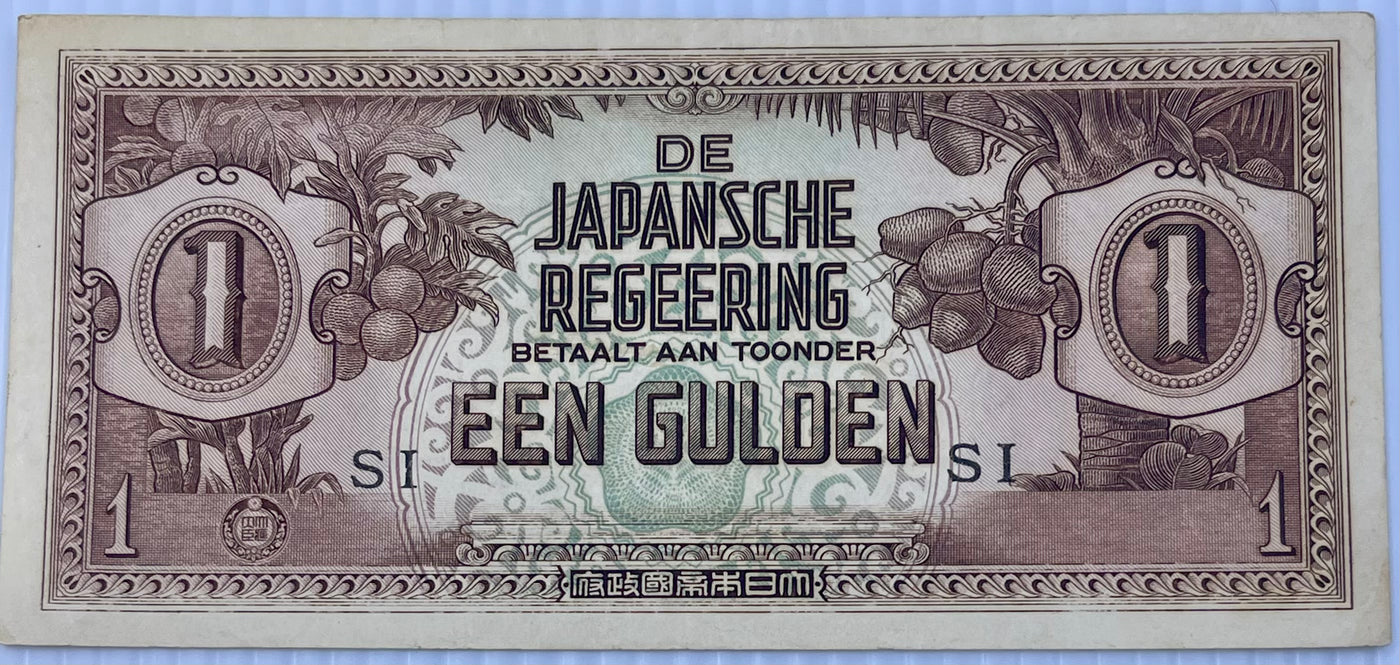 DE
JAPANSCHE
REGEERING
BETAALT AAN TOONDER
EEN GULDEN
1
1
SI
SI
1
1
大日本帝國政府